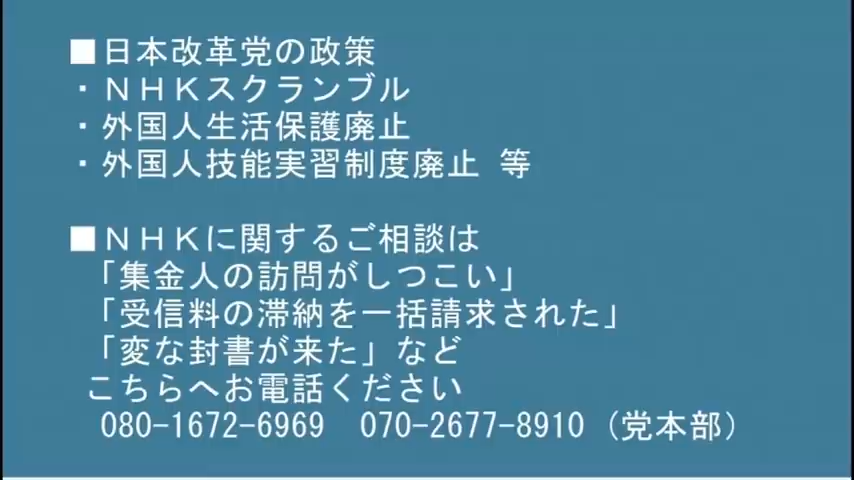 ■日本改革党の政策
・ＮＨＫスクランブル
・外国人生活保護廃止
・外国人技能実習制度廃止 等
■ＮＨＫに関するご相談は
「集金人の訪問がしつこい」
「受信料の滞納を一括請求された」
「変な封書が来た」など
こちらへお電話ください
080-1672-6969　070-2677-8910（党本部）